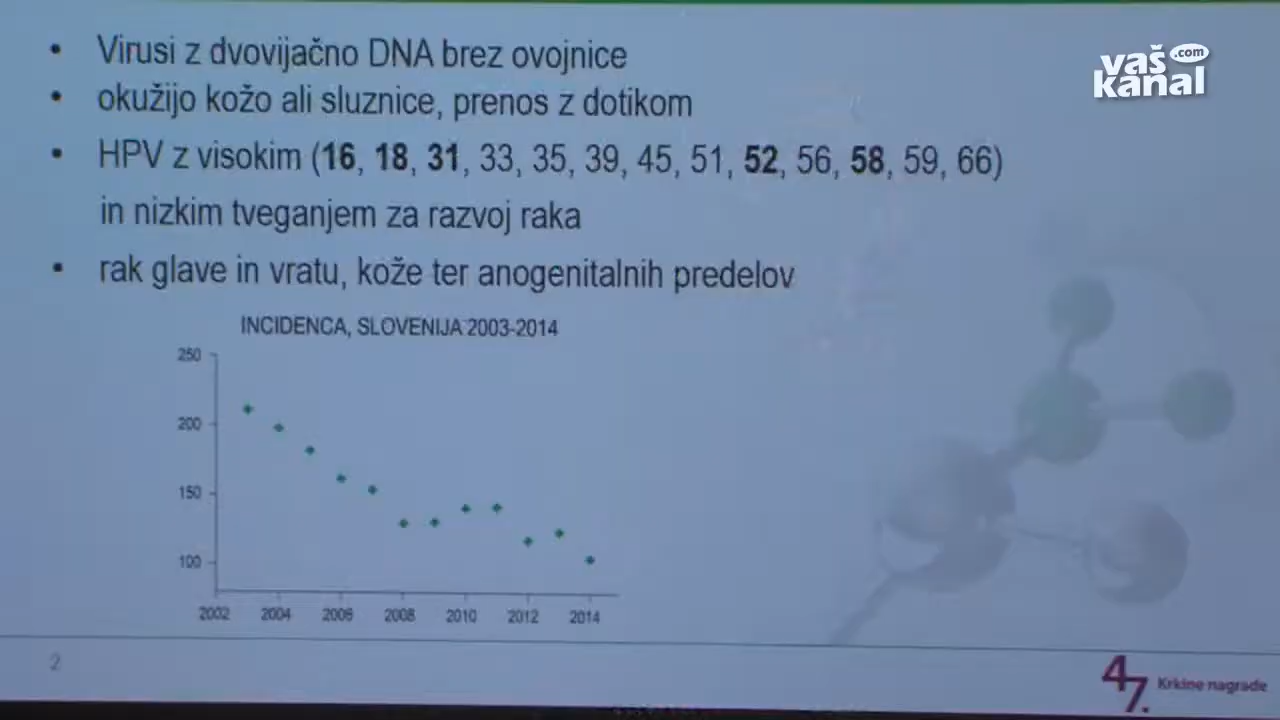 • Virusi z dvovijačno DNA brez ovojnice
• okužijo kožo ali sluznice, prenos z dotikom
• HPV z visokim (16, 18, 31, 33, 35, 39, 45, 51, 52, 56, 58, 59, 66)
in nizkim tveganjem za razvoj raka
• rak glave in vratu, kože ter anogenitalnih predelov
INCIDENCA, SLOVENIJA 2003-2014
250
200
150
100
2002 2004 2006 2008 2010 2012 2014
2
47. Krkine nagrade
vaš .com
kanal